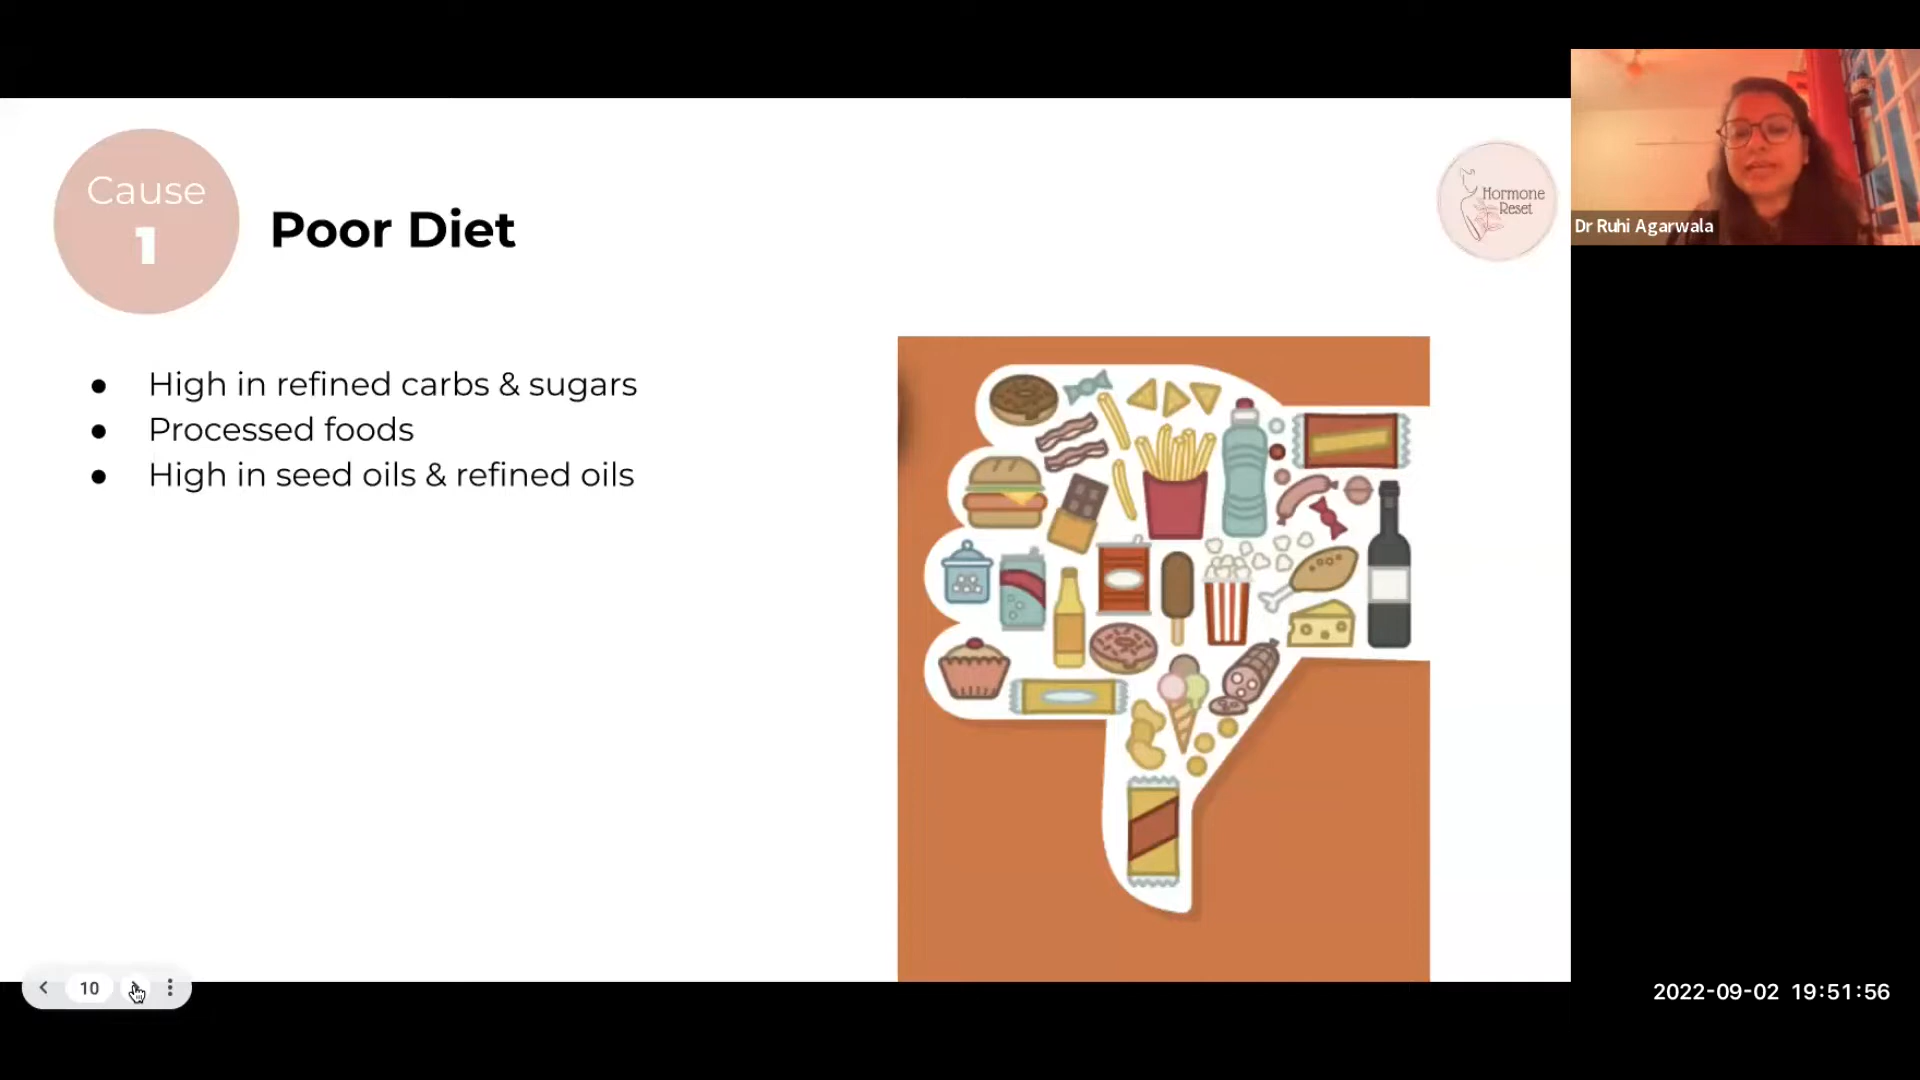 Cause
1
Poor Diet
Hormone
Reset
Dr Ruhi Agarwala
● High in refined carbs & sugars
● Processed foods
● High in seed oils & refined oils
10
2022-09-02 19:51:56